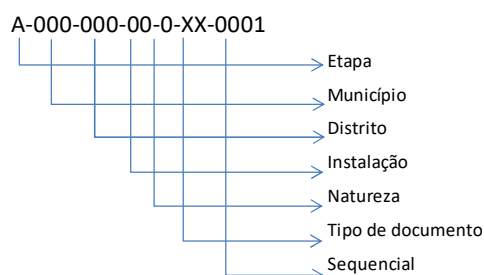 A-000-000-00-0-XX-0001
Etapa
Município
Distrito
Instalação
Natureza
Tipo de documento
Sequencial